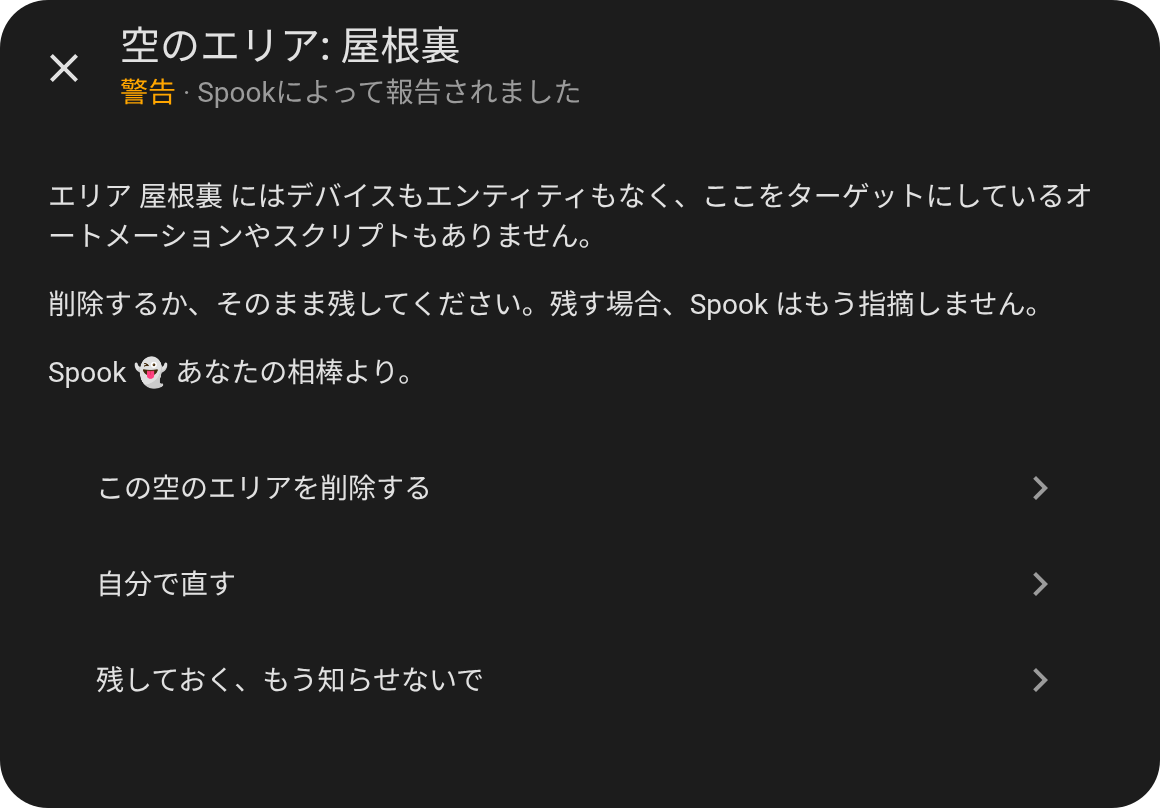 空のエリア: 屋根裏
警告 · Spookによって報告されました
エリア 屋根裏 にはデバイスもエンティティもなく、ここをターゲットにしているオ
ートメーションやスクリプトもありません。
削除するか、そのまま残してください。残す場合、Spook はもう指摘しません。
Spook 👻 あなたの相棒より。
この空のエリアを削除する
自分で直す
残しておく、もう知らせないで